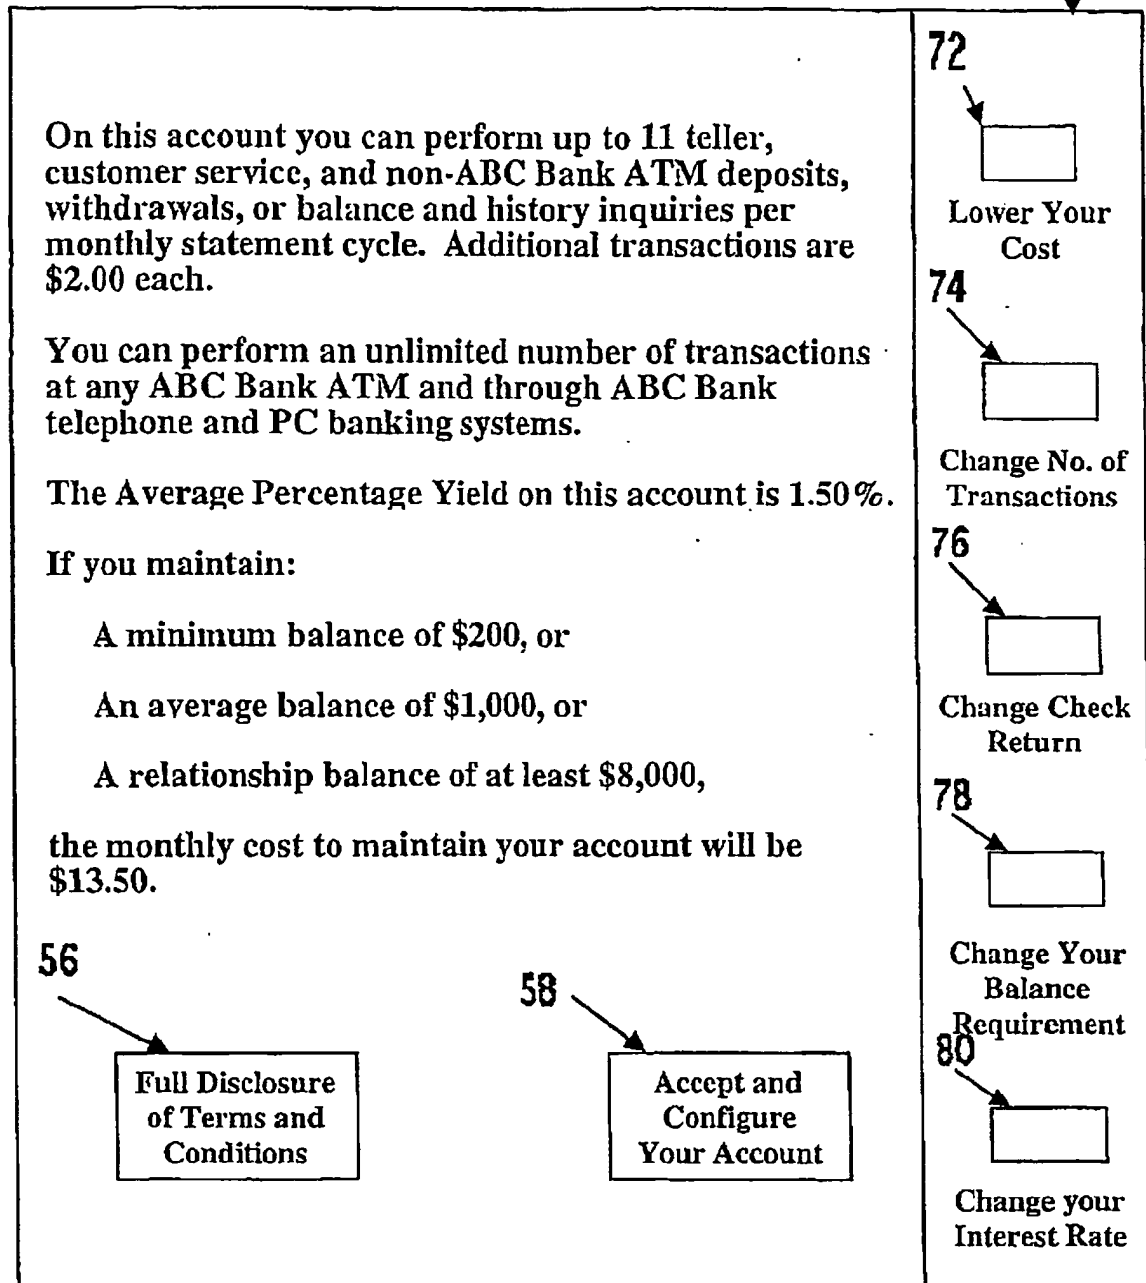 On this account you can perform up to 11 teller,
customer service, and non-ABC Bank ATM deposits,
withdrawals, or balance and history inquiries per
monthly statement cycle. Additional transactions are
$2.00 each.
You can perform an unlimited number of transactions
at any ABC Bank ATM and through ABC Bank
telephone and PC banking systems.
The Average Percentage Yield on this account is 1.50%.
If you maintain:
A minimum balance of $200, or
An average balance of $1,000, or
A relationship balance of at least $8,000,
the monthly cost to maintain your account will be
$13.50.
56
Full Disclosure
of Terms and
Conditions
58
Accept and
Configure
Your Account
72
Lower Your
Cost
74
Change No. of
Transactions
76
Change Check
Return
78
Change Your
Balance
Requirement
80
Change your
Interest Rate